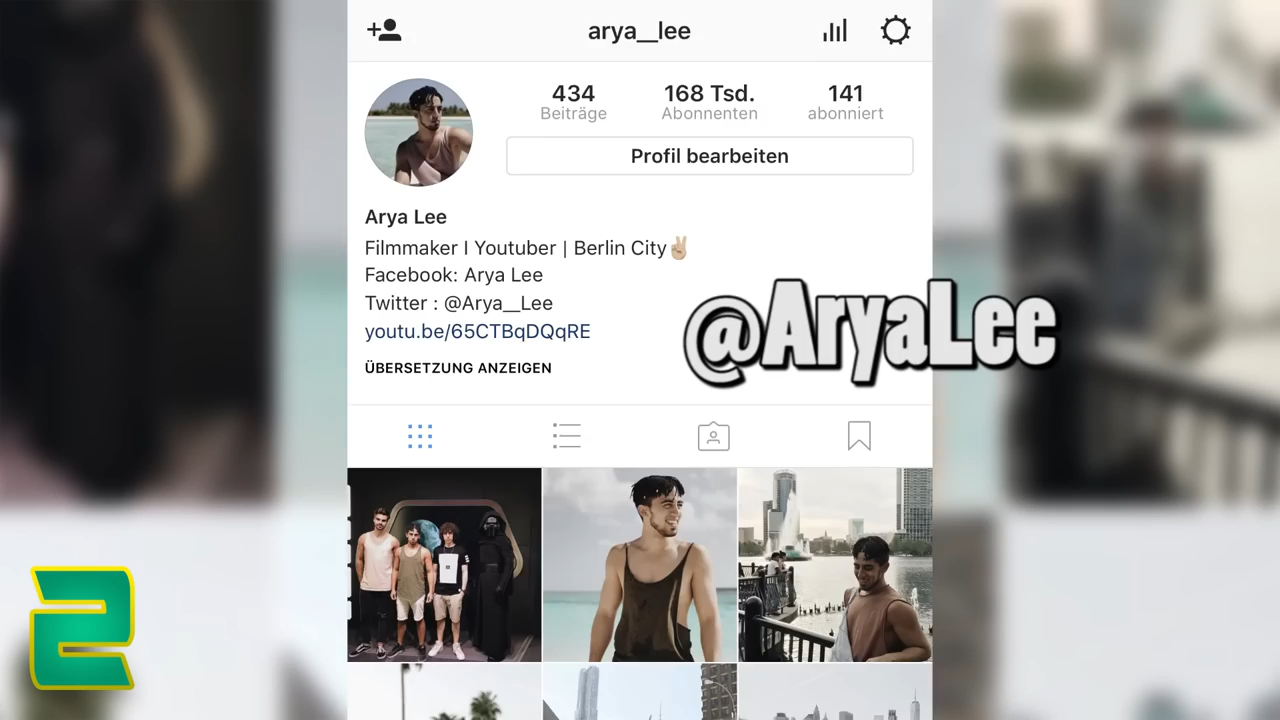 arya__lee
434
168 Tsd.
141
Beiträge
Abonnenten
abonniert
Profil bearbeiten
Arya Lee
Filmmaker I Youtuber | Berlin City✌🏼
Facebook: Arya Lee
Twitter : @Arya__Lee
youtu.be/65CTBqDQqRE
@AryaLee
ÜBERSETZUNG ANZEIGEN
2